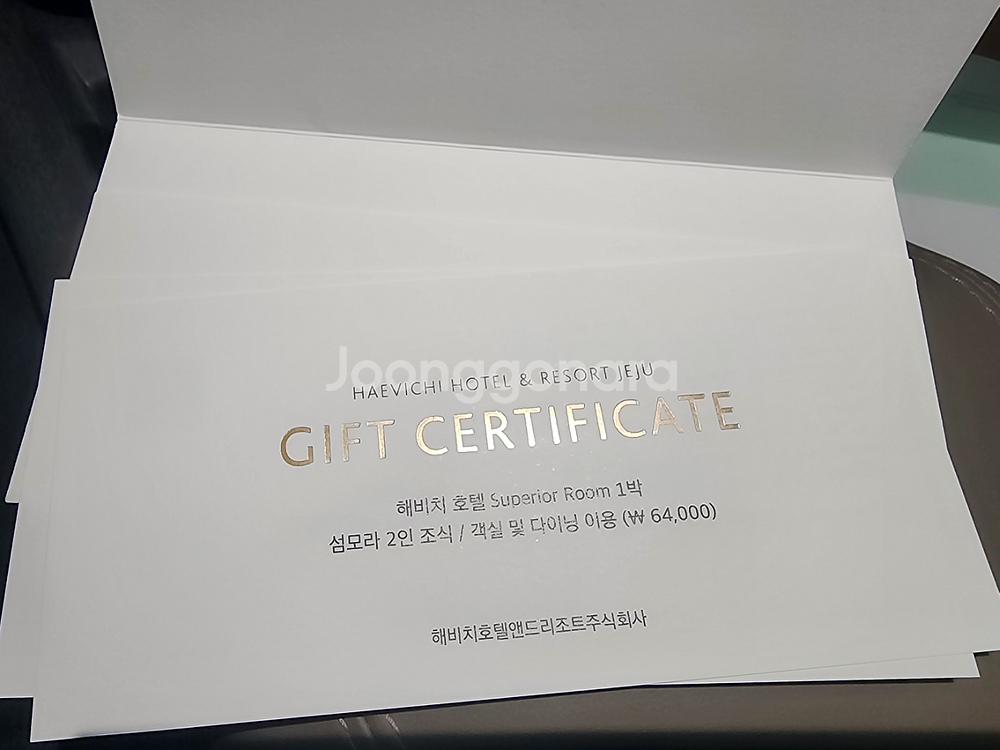 Joonggonara
HAEVICHI HOTEL & RESORT JEJU
GIFT CERTIFICATE
해비치 호텔 Superior Room 1박
섬모라 2인 조식 / 객실 및 다이닝 이용 (₩ 64,000)
해비치호텔앤드리조트주식회사